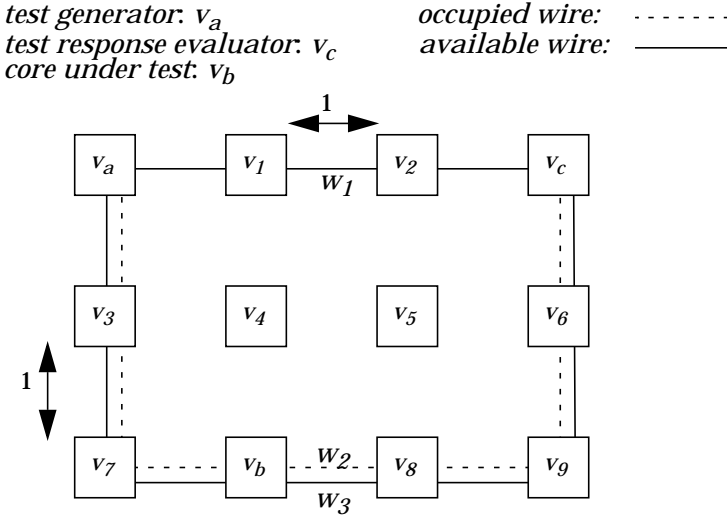 test generator: v_a occupied wire:
test response evaluator: v_c available wire:
core under test: v_b
1
v_a v_1 v_2 v_c
w_1
v_3 v_4 v_5 v_6
1
w_2
v_7 v_b v_8 v_9
w_3